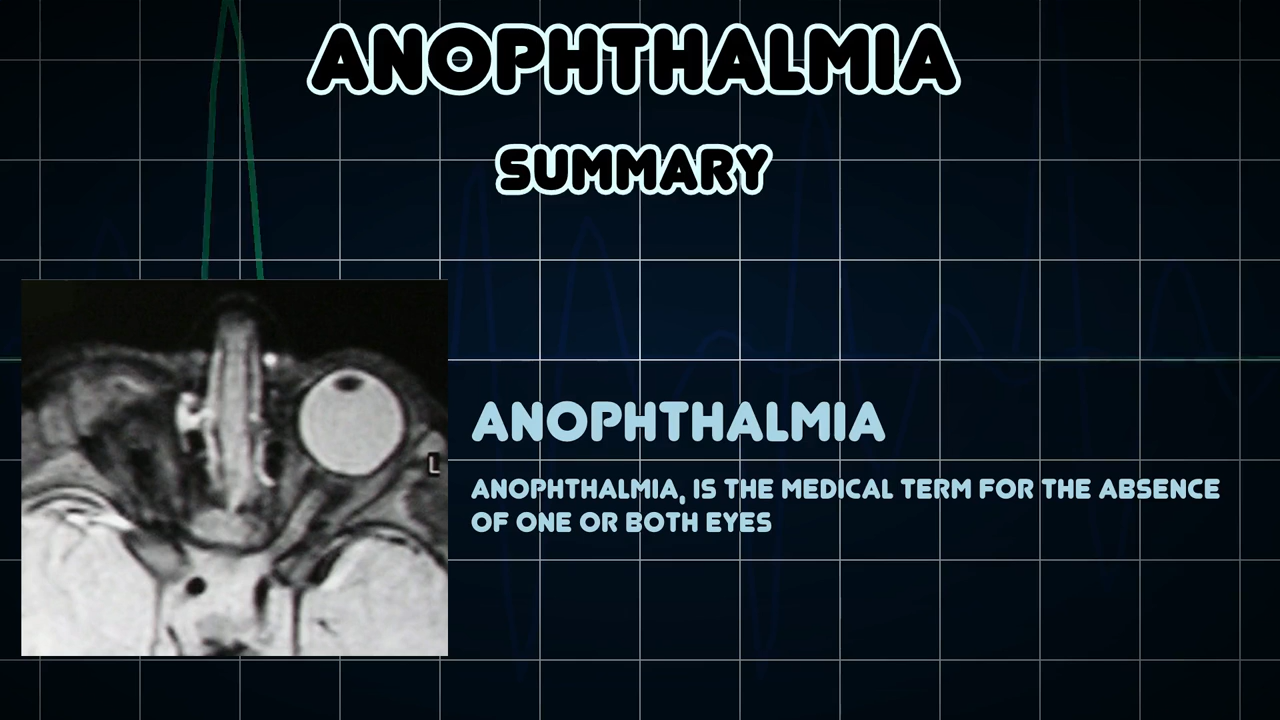 ANOPHTHALMIA
SUMMARY
ANOPHTHALMIA
ANOPHTHALMIA, IS THE MEDICAL TERM FOR THE ABSENCE
OF ONE OR BOTH EYES
L